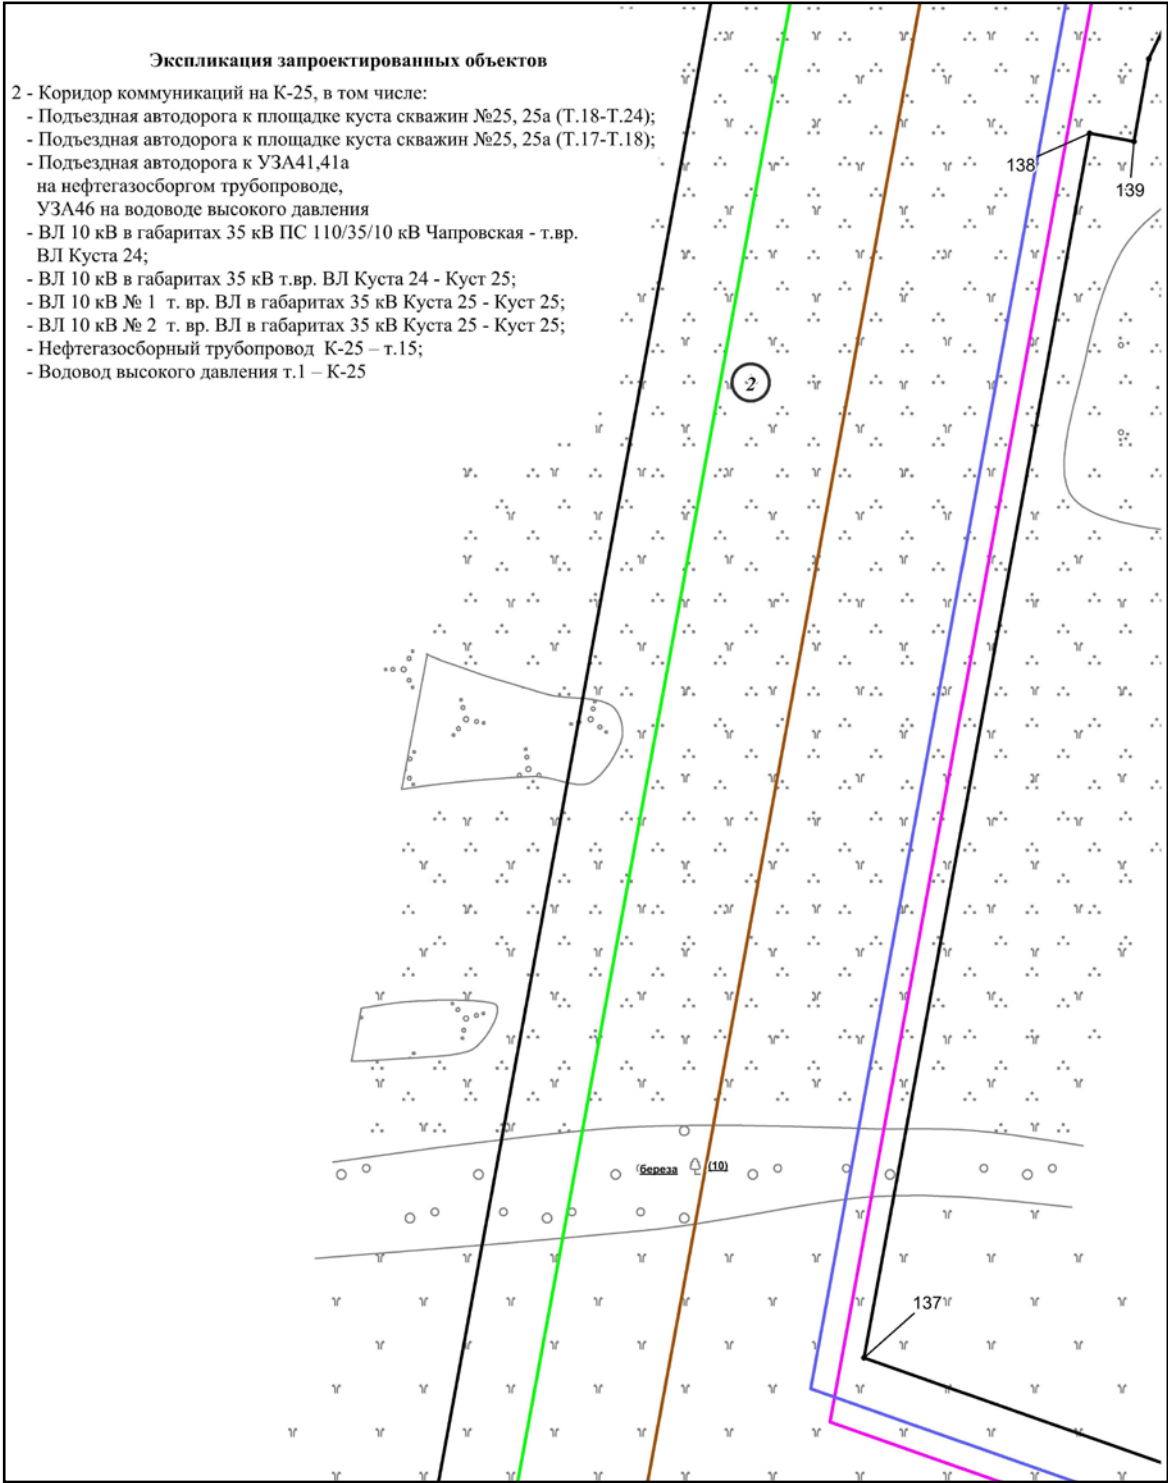 Экспликация запроектированных объектов
2 - Коридор коммуникаций на К-25, в том числе:
- Подъездная автодорога к площадке куста скважин №25, 25а (Т.18-Т.24);
- Подъездная автодорога к площадке куста скважин №25, 25а (Т.17-Т.18);
- Подъездная автодорога к УЗА41,41а
на нефтегазосборгом трубопроводе,
УЗА46 на водоводе высокого давления
- ВЛ 10 кВ в габаритах 35 кВ ПС 110/35/10 кВ Чапровская - т.вр.
ВЛ Куста 24;
- ВЛ 10 кВ в габаритах 35 кВ т.вр. ВЛ Куста 24 - Куст 25;
- ВЛ 10 кВ № 1 т. вр. ВЛ в габаритах 35 кВ Куста 25 - Куст 25;
- ВЛ 10 кВ № 2 т. вр. ВЛ в габаритах 35 кВ Куста 25 - Куст 25;
- Нефтегазосборный трубопровод К-25 – т.15;
- Водовод высокого давления т.1 – К-25
138
139
2
береза (10)
137